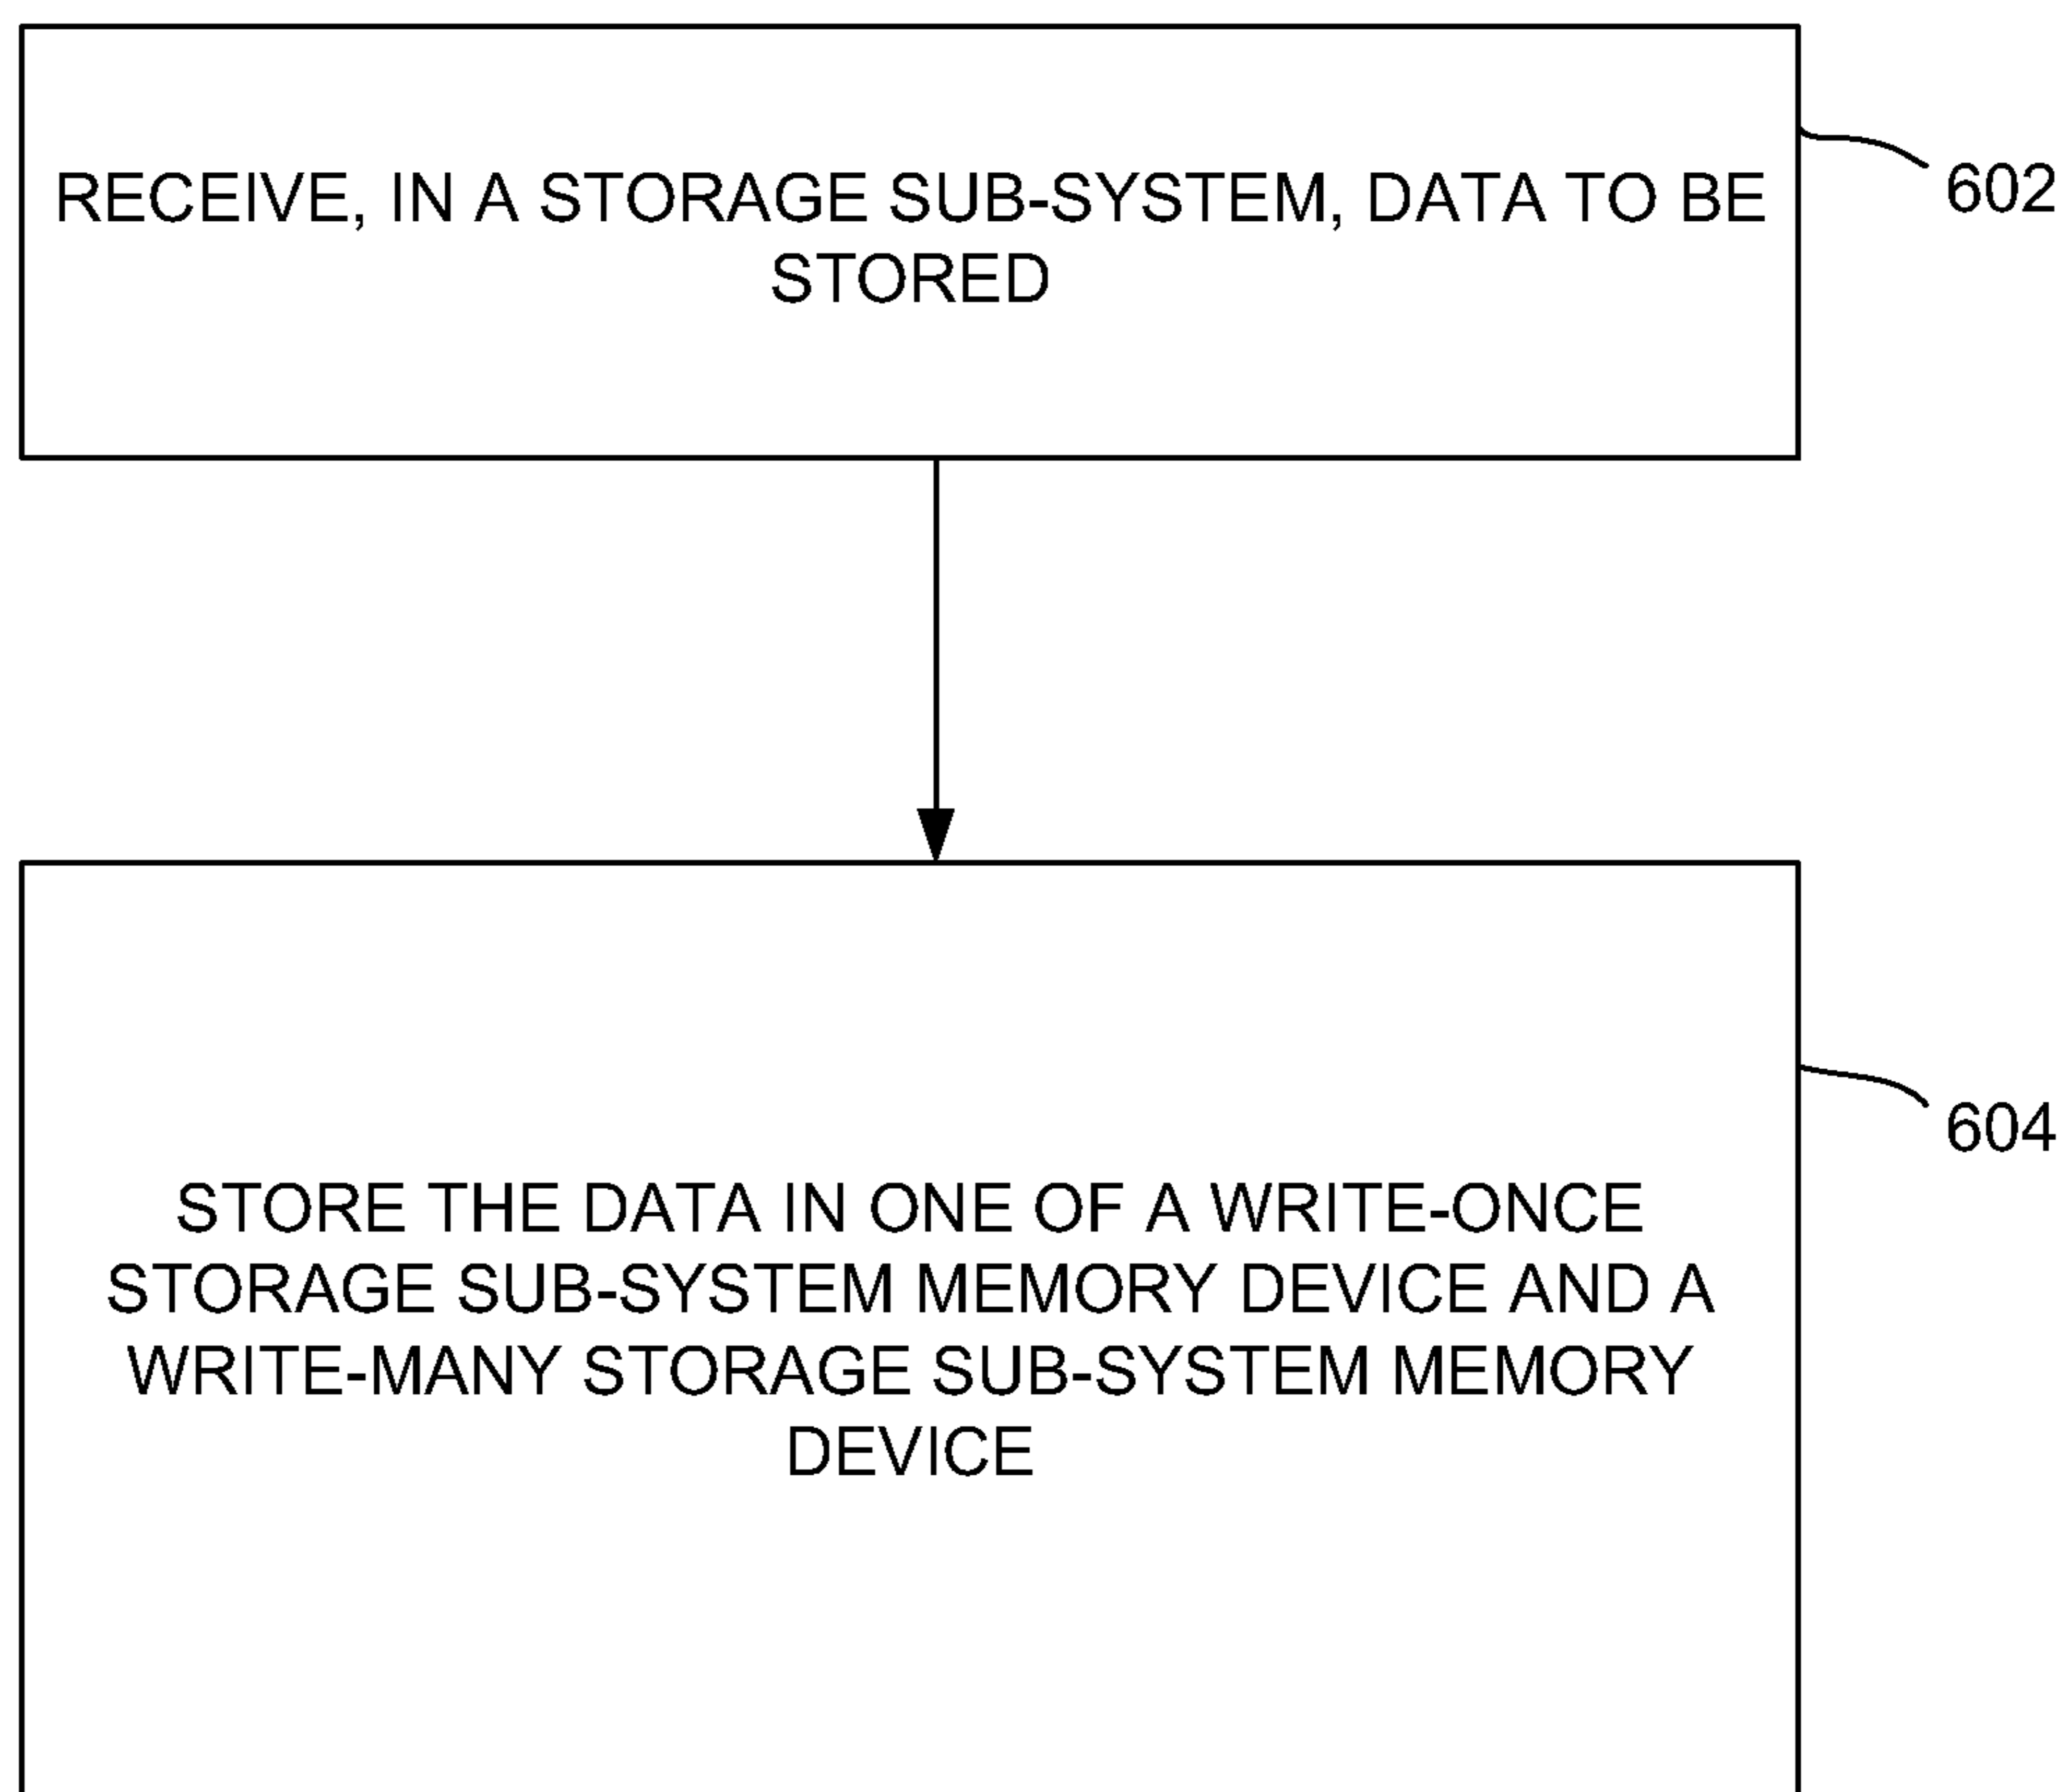 RECEIVE, IN A STORAGE SUB-SYSTEM, DATA TO BE
STORED
602
604
STORE THE DATA IN ONE OF A WRITE-ONCE
STORAGE SUB-SYSTEM MEMORY DEVICE AND A
WRITE-MANY STORAGE SUB-SYSTEM MEMORY
DEVICE